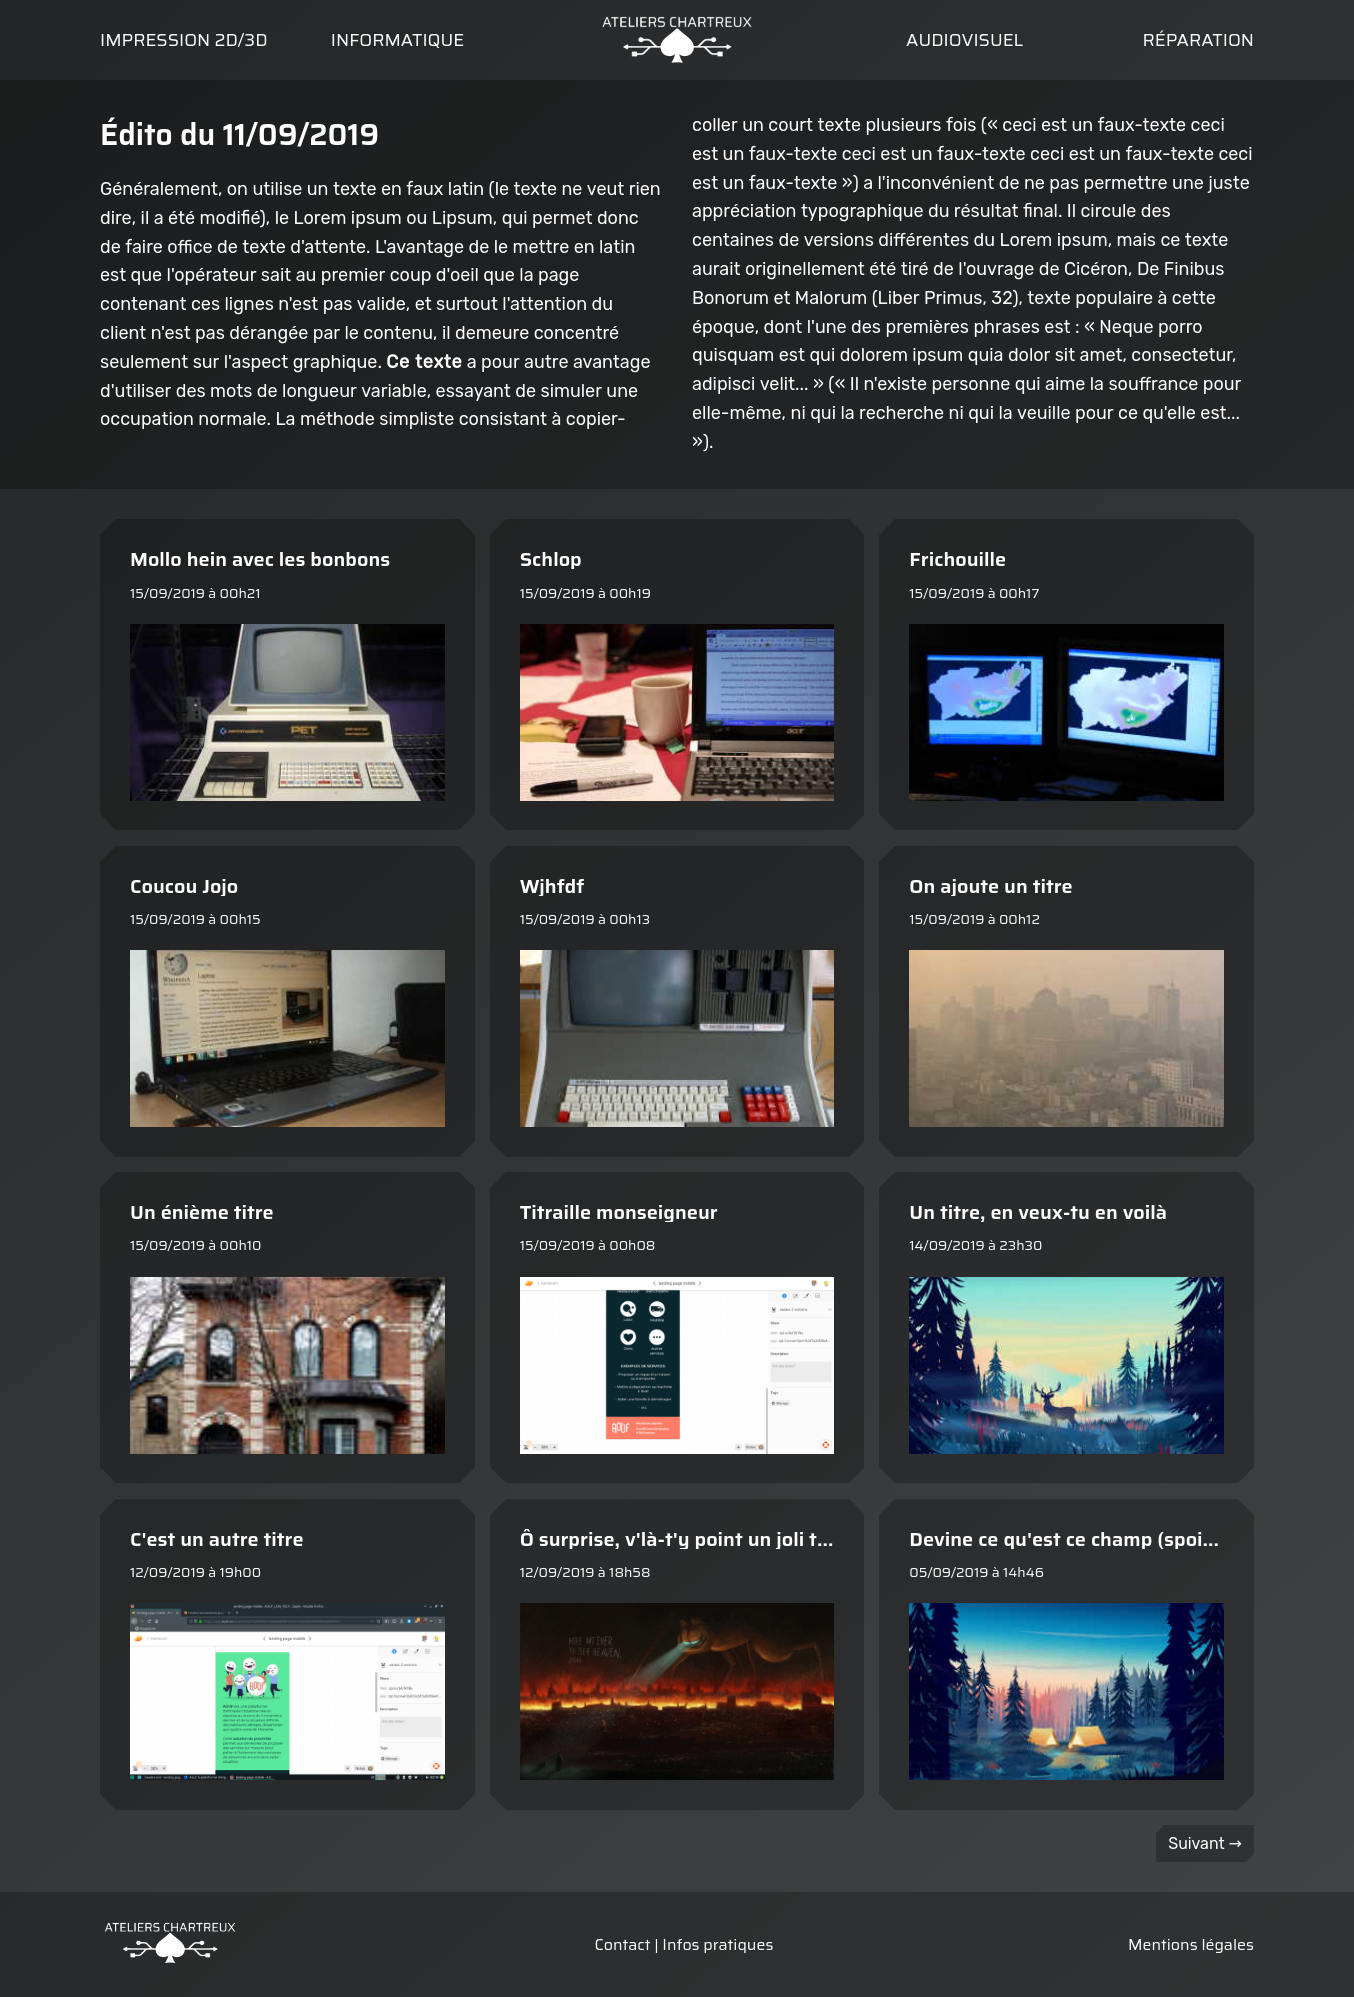 IMPRESSION 2D/3D
INFORMATIQUE
ATELIERS CHARTREUX
AUDIOVISUEL
RÉPARATION
Édito du 11/09/2019
Généralement, on utilise un texte en faux latin (le texte ne veut rien
dire, il a été modifié), le Lorem ipsum ou Lipsum, qui permet donc
de faire office de texte d'attente. L'avantage de le mettre en latin
est que l'opérateur sait au premier coup d'oeil que la page
contenant ces lignes n'est pas valide, et surtout l'attention du
client n'est pas dérangée par le contenu, il demeure concentré
seulement sur l'aspect graphique. Ce texte a pour autre avantage
d'utiliser des mots de longueur variable, essayant de simuler une
occupation normale. La méthode simpliste consistant à copier-
coller un court texte plusieurs fois (« ceci est un faux-texte ceci
est un faux-texte ceci est un faux-texte ceci est un faux-texte ceci
est un faux-texte ») a l'inconvénient de ne pas permettre une juste
appréciation typographique du résultat final. Il circule des
centaines de versions différentes du Lorem ipsum, mais ce texte
aurait originellement été tiré de l'ouvrage de Cicéron, De Finibus
Bonorum et Malorum (Liber Primus, 32), texte populaire à cette
époque, dont l'une des premières phrases est : « Neque porro
quisquam est qui dolorem ipsum quia dolor sit amet, consectetur,
adipisci velit... » (« Il n'existe personne qui aime la souffrance pour
elle-même, ni qui la recherche ni qui la veuille pour ce qu'elle est...
»).
Mollo hein avec les bonbons
15/09/2019 à 00h21
PET
Schlop
15/09/2019 à 00h19
acer
Frichouille
15/09/2019 à 00h17
Coucou Jojo
15/09/2019 à 00h15
WIKIPEDIA
Laptop
Wjhfdf
15/09/2019 à 00h13
On ajoute un titre
15/09/2019 à 00h12
Un énième titre
15/09/2019 à 00h10
Titraille monseigneur
15/09/2019 à 00h08
landing page mobile
EXEMPLES DE SERVICES
Un titre, en veux-tu en voilà
14/09/2019 à 23h30
C'est un autre titre
12/09/2019 à 19h00
landing page mobile
Ô surprise, v'là-t'y point un joli t...
12/09/2019 à 18h58
Devine ce qu'est ce champ (spoi...
05/09/2019 à 14h46
Suivant →
ATELIERS CHARTREUX
Contact | Infos pratiques
Mentions légales